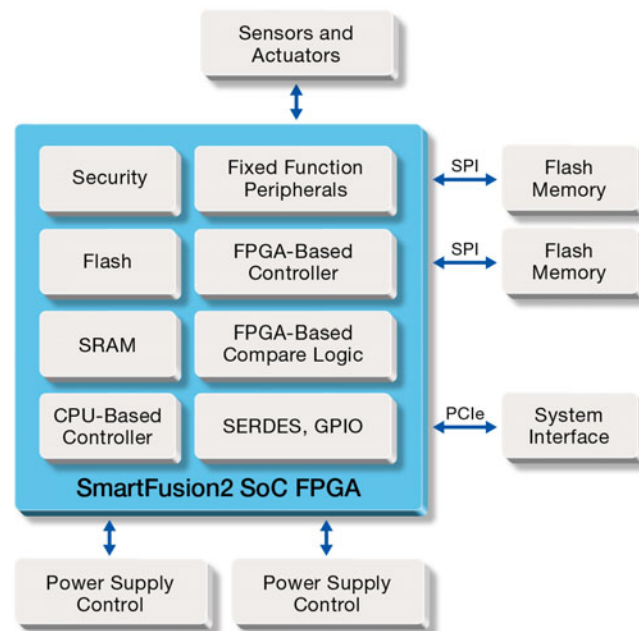 Sensors and
Actuators
Security
Fixed Function
Peripherals
SPI
Flash
Memory
Flash
FPGA-Based
Controller
SPI
Flash
Memory
SRAM
FPGA-Based
Compare Logic
CPU-Based
Controller
SERDES, GPIO
PCIe
System
Interface
SmartFusion2 SoC FPGA
Power Supply
Control
Power Supply
Control